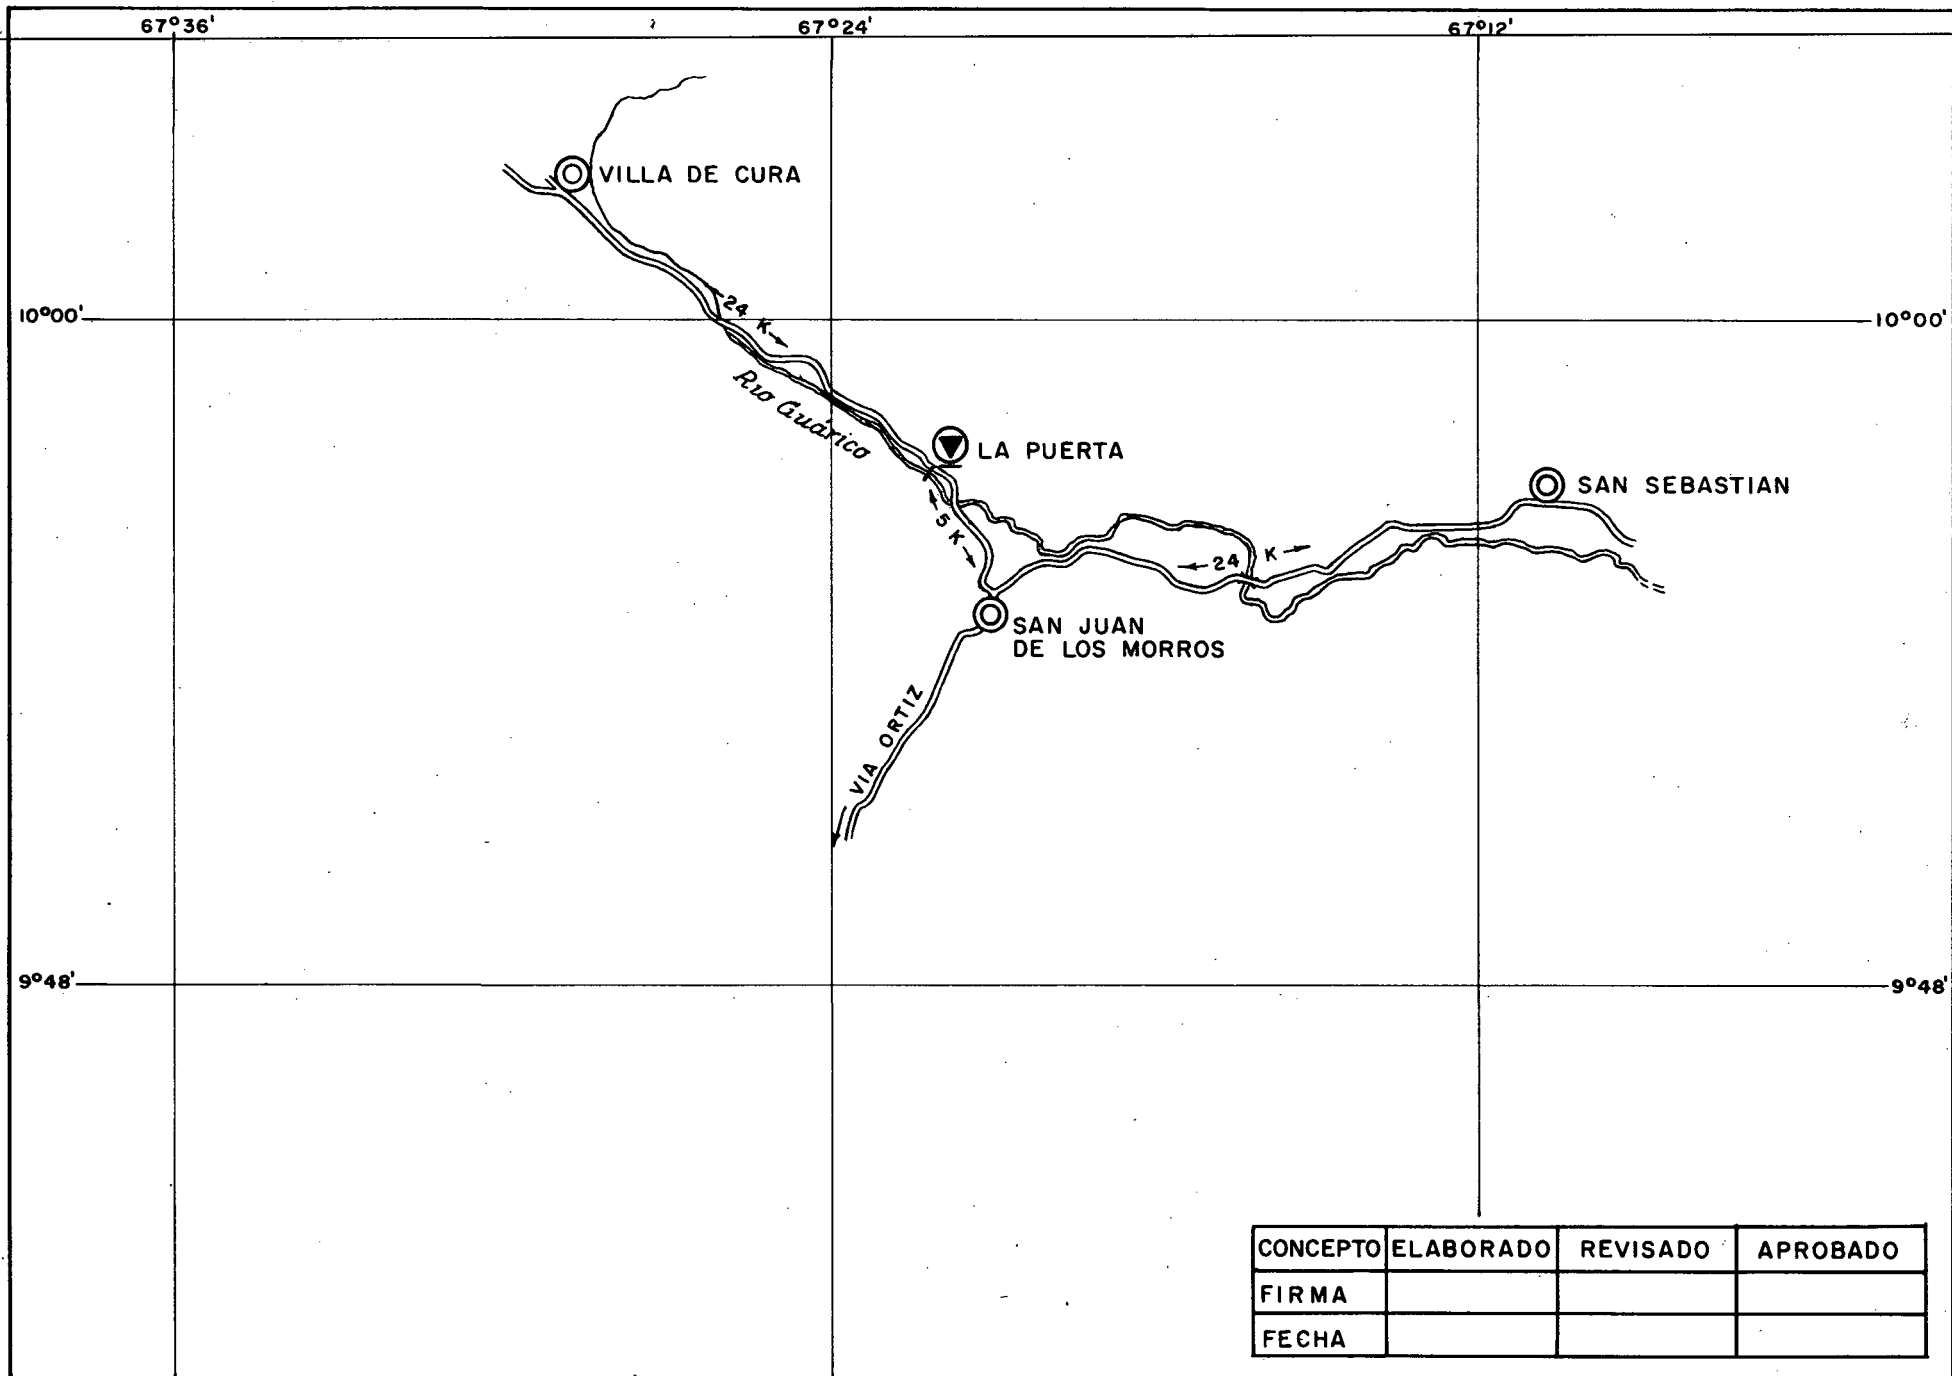 67°36'
67°24'
67°12'
VILLA DE CURA
10°00'
24 K
10°00'
Rio Guárico
LA PUERTA
SAN SEBASTIAN
5 K
24 K
SAN JUAN
DE LOS MORROS
VIA ORTIZ
9°48'
9°48'
CONCEPTO ELABORADO REVISADO APROBADO
FIRMA
FECHA